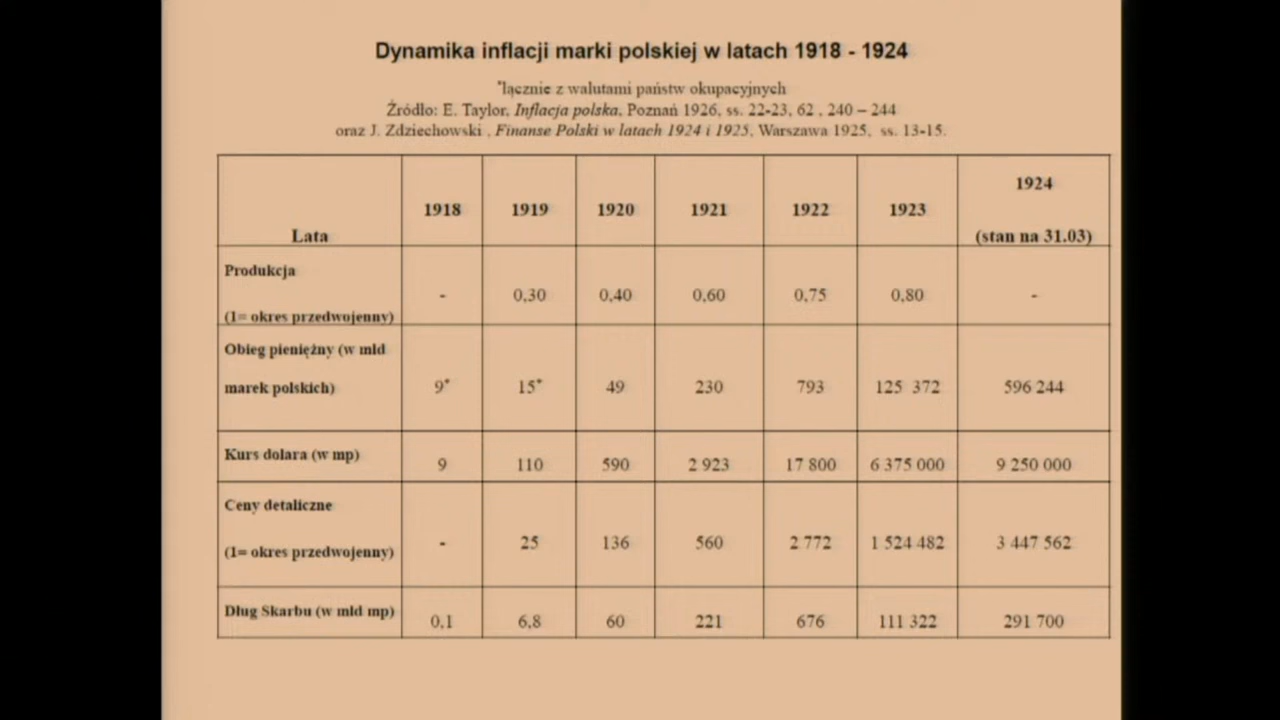 Dynamika inflacji marki polskiej w latach 1918 - 1924
*łącznie z walutami państw okupacyjnych
Źródło: E. Taylor, Inflacja polska, Poznań 1926, ss. 22-23, 62 , 240 – 244
oraz J. Zdziechowski , Finanse Polski w latach 1924 i 1925, Warszawa 1925, ss. 13-15.
Lata 1918 1919 1920 1921 1922 1923 1924 (stan na 31.03)
Produkcja (1= okres przedwojenny) - 0,30 0,40 0,60 0,75 0,80 -
Obieg pieniężny (w mld marek polskich) 9* 15* 49 230 793 125 372 596 244
Kurs dolara (w mp) 9 110 590 2 923 17 800 6 375 000 9 250 000
Ceny detaliczne (1= okres przedwojenny) - 25 136 560 2 772 1 524 482 3 447 562
Dług Skarbu (w mld mp) 0,1 6,8 60 221 676 111 322 291 700